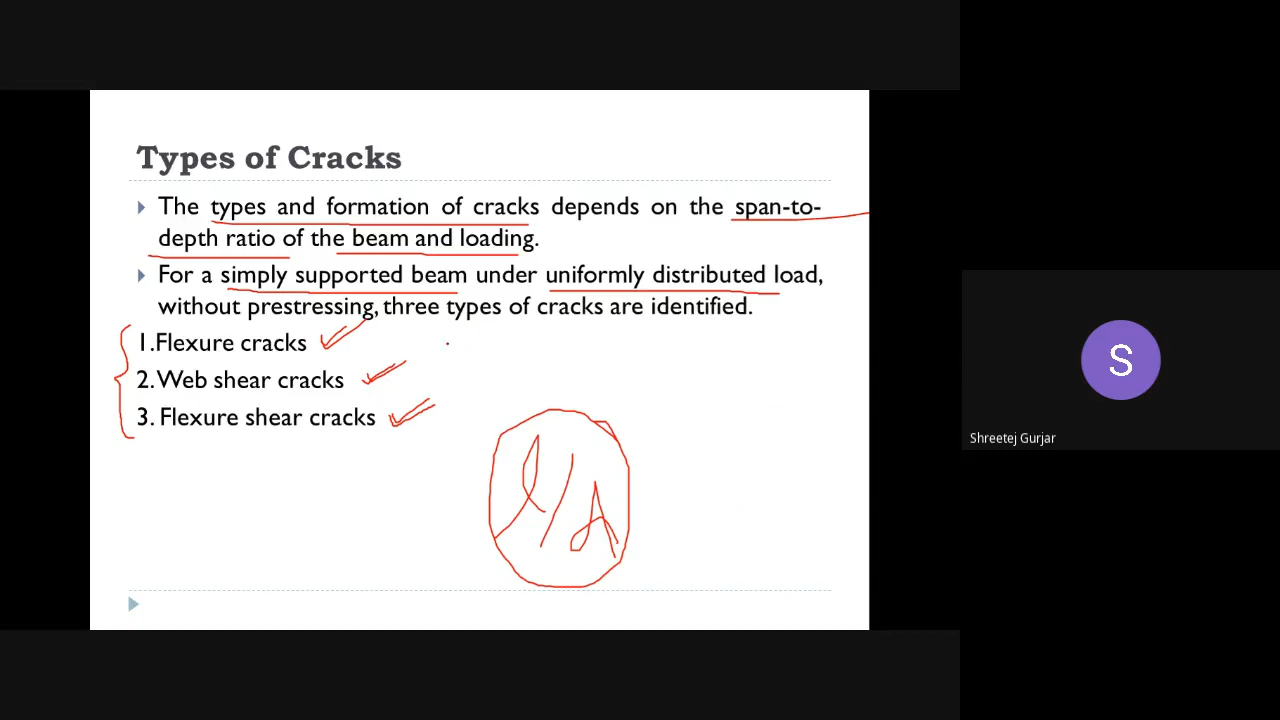 Types of Cracks
The types and formation of cracks depends on the span-to-
depth ratio of the beam and loading.
For a simply supported beam under uniformly distributed load,
without prestressing, three types of cracks are identified.
1.Flexure cracks
2.Web shear cracks
3. Flexure shear cracks
l/d
S
Shreetej Gurjar